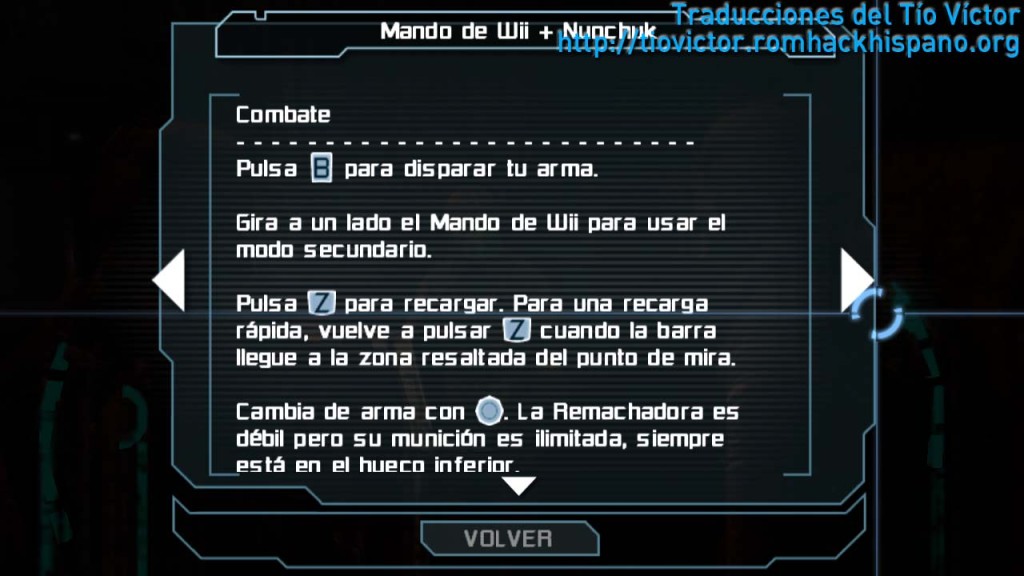 Traducciones del Tío Víctor
Mando de Wii + Nunchuk
http://tiovictor.romhackhispano.org
Combate
- - - - - - - - - - - - - - - - - - - - - - - - - - - - -
Pulsa B para disparar tu arma.
Gira a un lado el Mando de Wii para usar el
modo secundario.
Pulsa Z para recargar. Para una recarga
rápida, vuelve a pulsar Z cuando la barra
llegue a la zona resaltada del punto de mira.
Cambia de arma con . La Remachadora es
débil pero su munición es ilimitada, siempre
está en el hueco inferior.
VOLVER